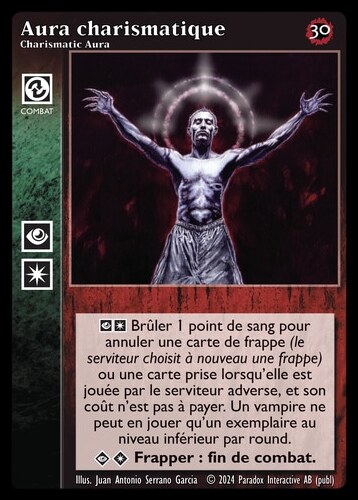 Aura charismatique
Charismatic Aura
30
COMBAT
Brûler 1 point de sang pour
annuler une carte de frappe (le
serviteur choisit à nouveau une frappe)
ou une carte prise lorsqu'elle est
jouée par le serviteur adverse, et son
coût n'est pas à payer. Un vampire ne
peut en jouer qu'un exemplaire au
niveau inférieur par round.
Frapper : fin de combat.
Illus. Juan Antonio Serrano Garcia © 2024 Paradox Interactive AB (publ)